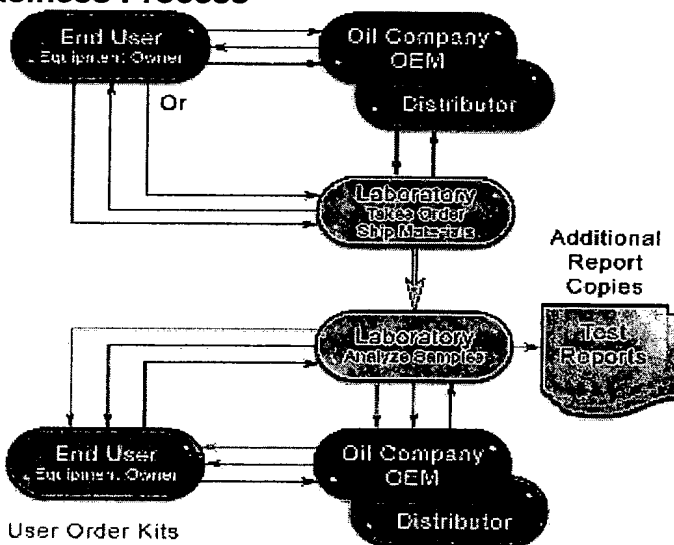 End User
Equipment Owner
Oil Company
OEM
Distributor
Or
Laboratory
Takes Order
Ship Materials
Additional
Report
Copies
Laboratory
Analyze Samples
Test
Reports
End User
Equipment Owner
Oil Company
OEM
Distributor
User Order Kits